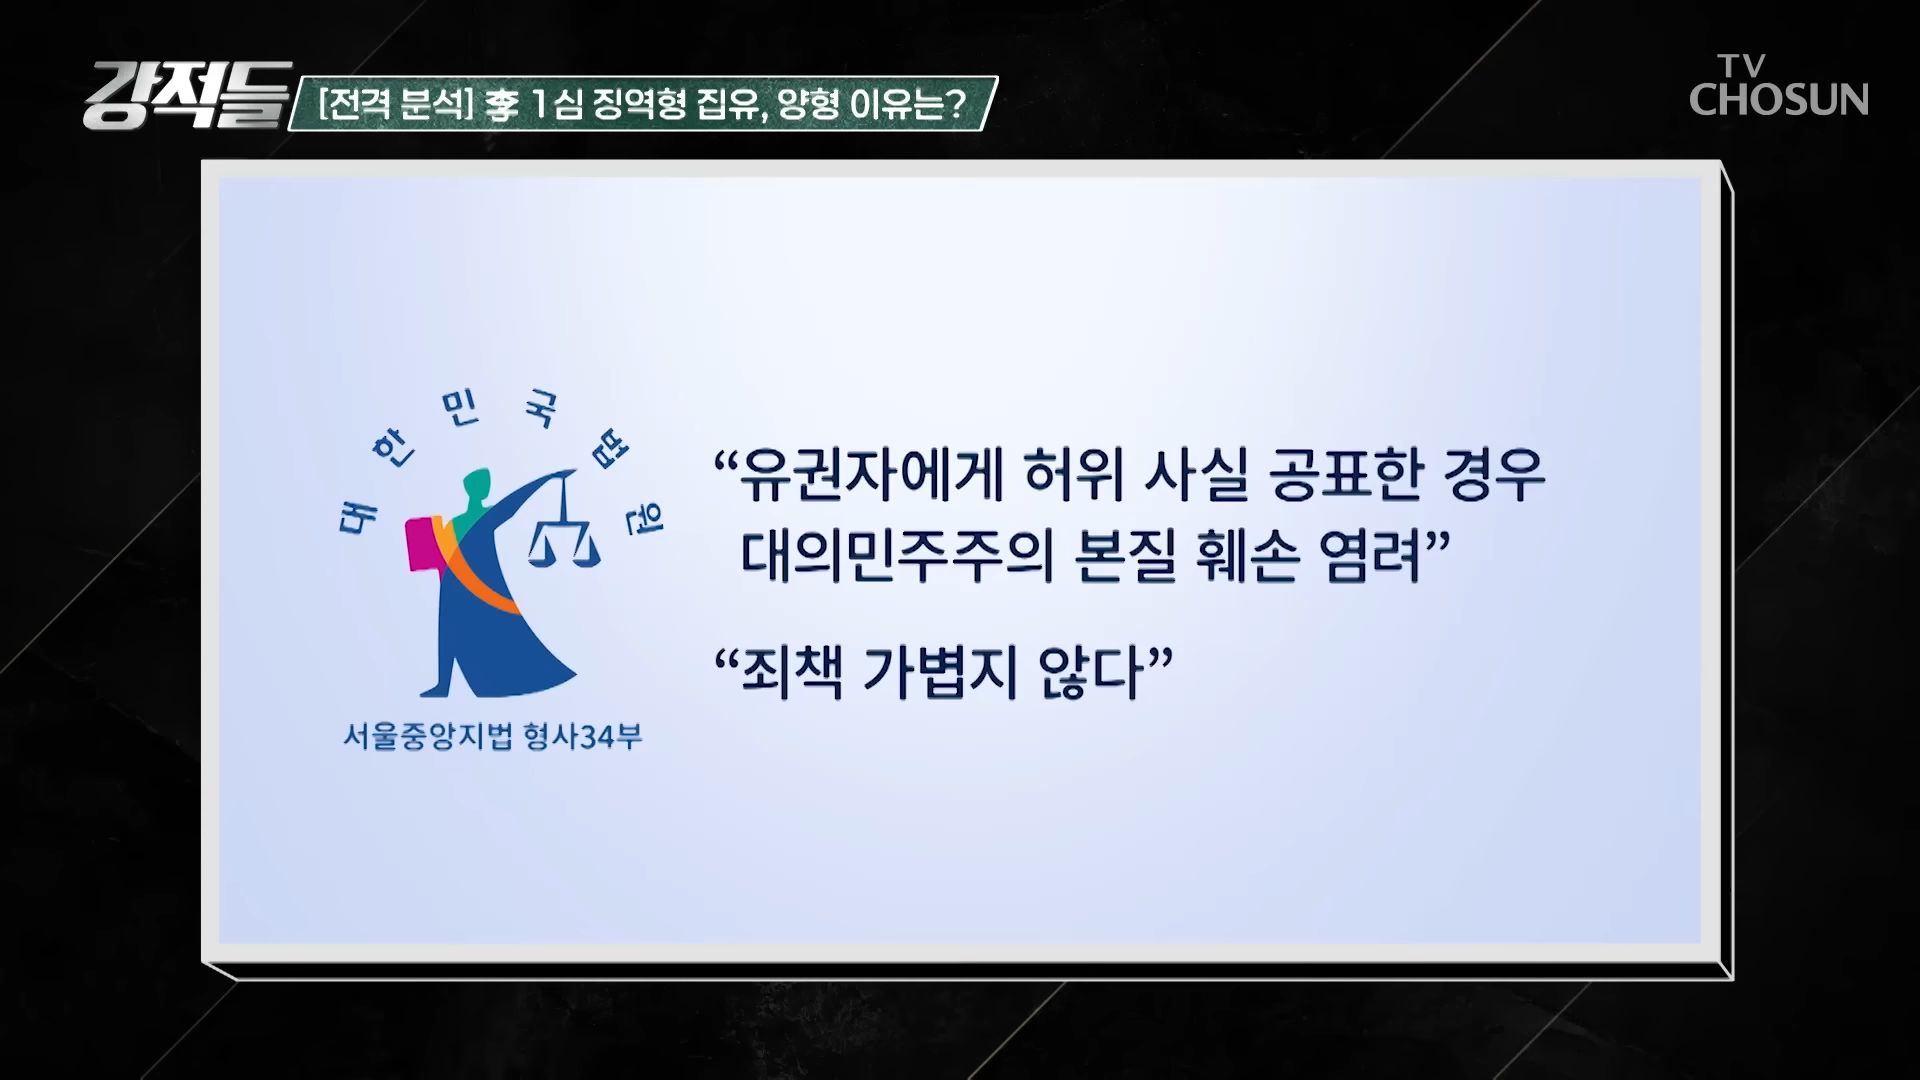 강적들
[전격 분석] 李 1심 징역형 집유, 양형 이유는?
TV
CHOSUN
대한민국법원
“유권자에게 허위 사실 공표한 경우
대의민주주의 본질 훼손 염려”
“죄책 가볍지 않다”
서울중앙지법 형사34부